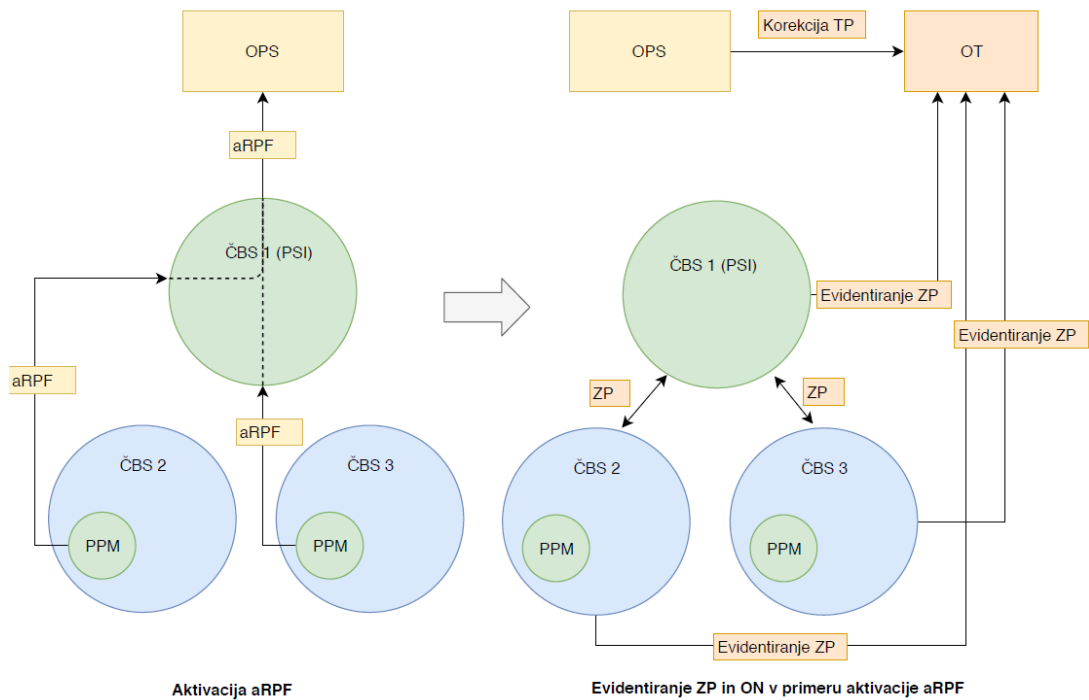 OPS
aRPF
ČBS 1 (PSI)
aRPF
aRPF
ČBS 2
ČBS 3
PPM
PPM
Aktivacija aRPF
OPS
Korekcija TP
OT
ČBS 1 (PSI)
Evidentiranje ZP
Evidentiranje ZP
ZP
ZP
ČBS 2
ČBS 3
PPM
PPM
Evidentiranje ZP
Evidentiranje ZP in ON v primeru aktivacije aRPF